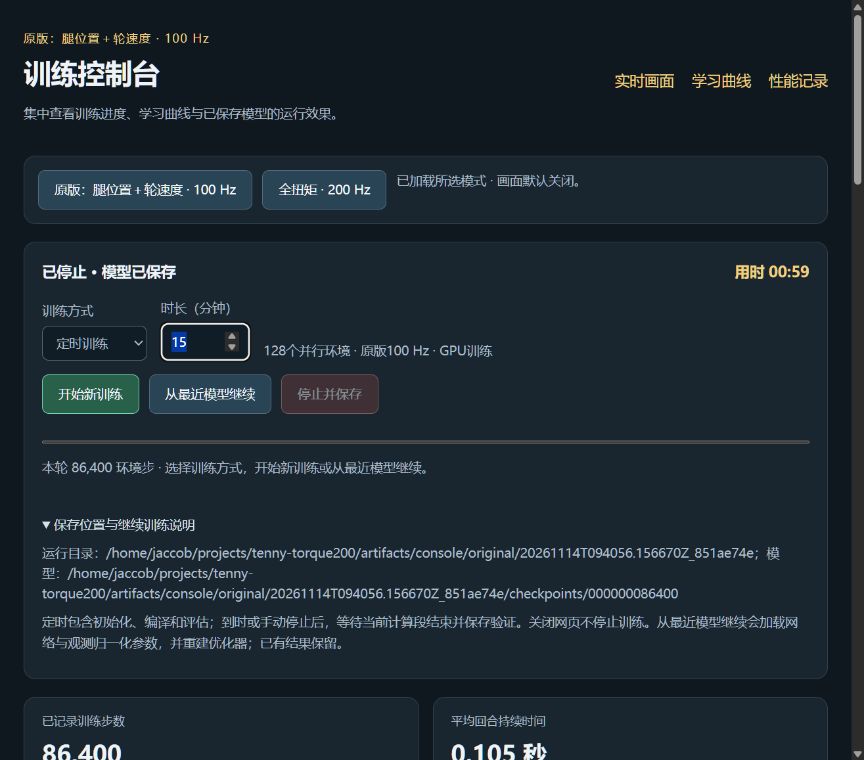 原版：腿位置 + 轮速度 · 100 Hz
训练控制台
实时画面 学习曲线 性能记录
集中查看训练进度、学习曲线与已保存模型的运行效果。
原版：腿位置 + 轮速度 · 100 Hz 全扭矩 · 200 Hz 已加载所选模式 · 画面默认关闭。
已停止 • 模型已保存 用时 00:59
训练方式 时长（分钟）
定时训练 15 128个并行环境 · 原版100 Hz · GPU训练
开始新训练 从最近模型继续 停止并保存
本轮 86,400 环境步 · 选择训练方式，开始新训练或从最近模型继续。
▼ 保存位置与继续训练说明
运行目录：/home/jaccob/projects/tenny-torque200/artifacts/console/original/20261114T094056.156670Z_851ae74e；模
型：/home/jaccob/projects/tenny-
torque200/artifacts/console/original/20261114T094056.156670Z_851ae74e/checkpoints/000000086400
定时包含初始化、编译和评估；到时或手动停止后，等待当前计算段结束并保存验证。关闭网页不停止训练。从最近模型继续会加载网
络与观测归一化参数，并重建优化器；已有结果保留。
已记录训练步数 平均回合持续时间
86,400 0.105 秒